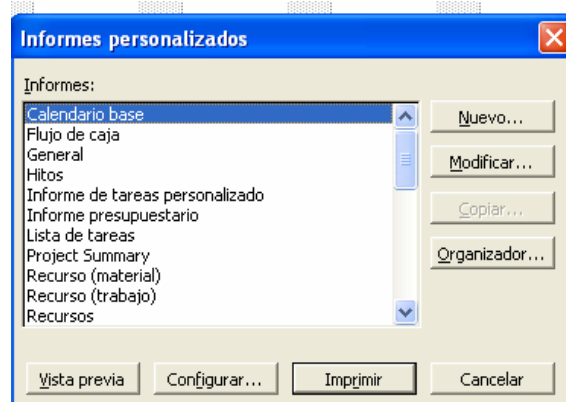 Informes personalizados
Informes:
Calendario base
Flujo de caja
General
Hitos
Informe de tareas personalizado
Informe presupuestario
Lista de tareas
Project Summary
Recurso (material)
Recurso (trabajo)
Recursos
Nuevo...
Modificar...
Copiar...
Organizador...
Vista previa
Configurar...
Imprimir
Cancelar